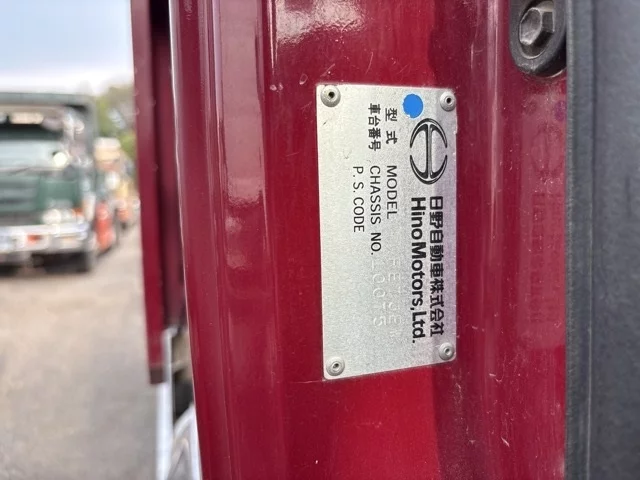 日野自動車株式会社
Hino Motors, Ltd.
型式 MODEL
車台番号 CHASSIS NO.
P.S.CODE